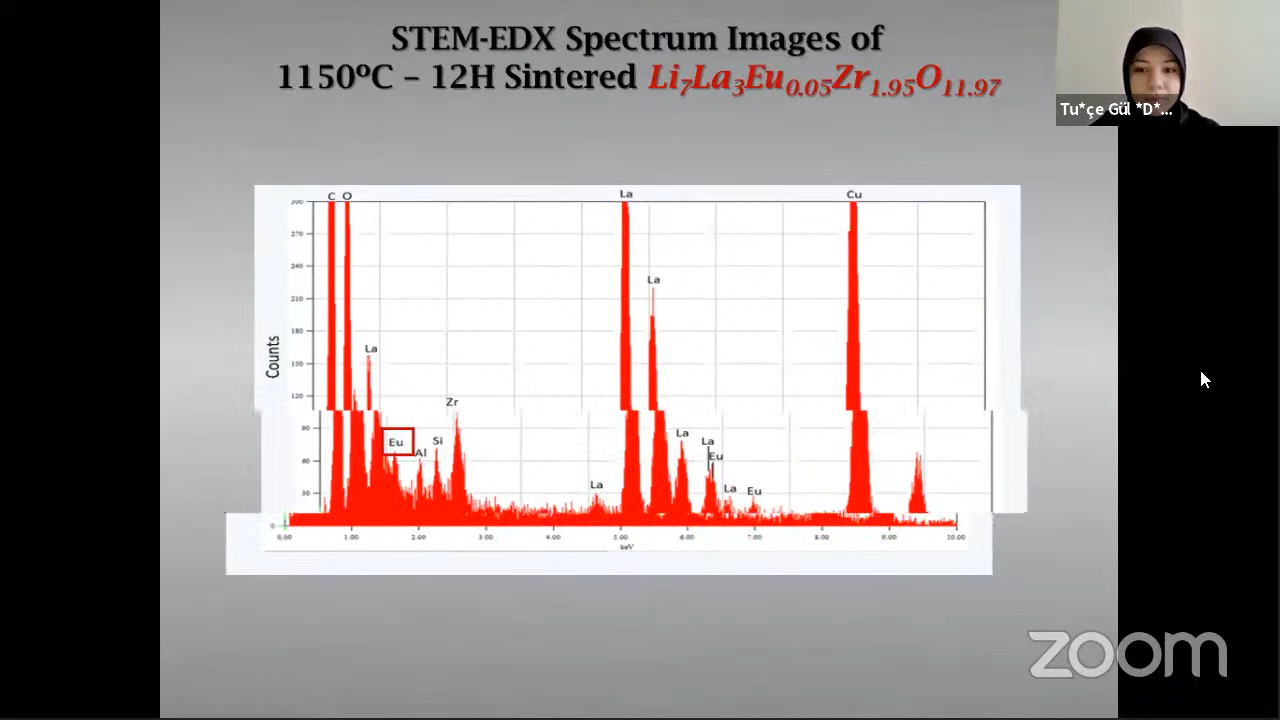 STEM-EDX Spectrum Images of
1150ºC – 12H Sintered Li7La3Eu0.05Zr1.95O11.97
Tu*çe Gül *D*...
C O
La
Cu
300
270
240
La
210
180
La
150
120
Zr
90
Eu
Si
La
La
Al
Eu
60
La
La
Eu
30
0
0.00 1.00 2.00 3.00 4.00 5.00 6.00 7.00 8.00 9.00 10.00
keV
Counts
zoom